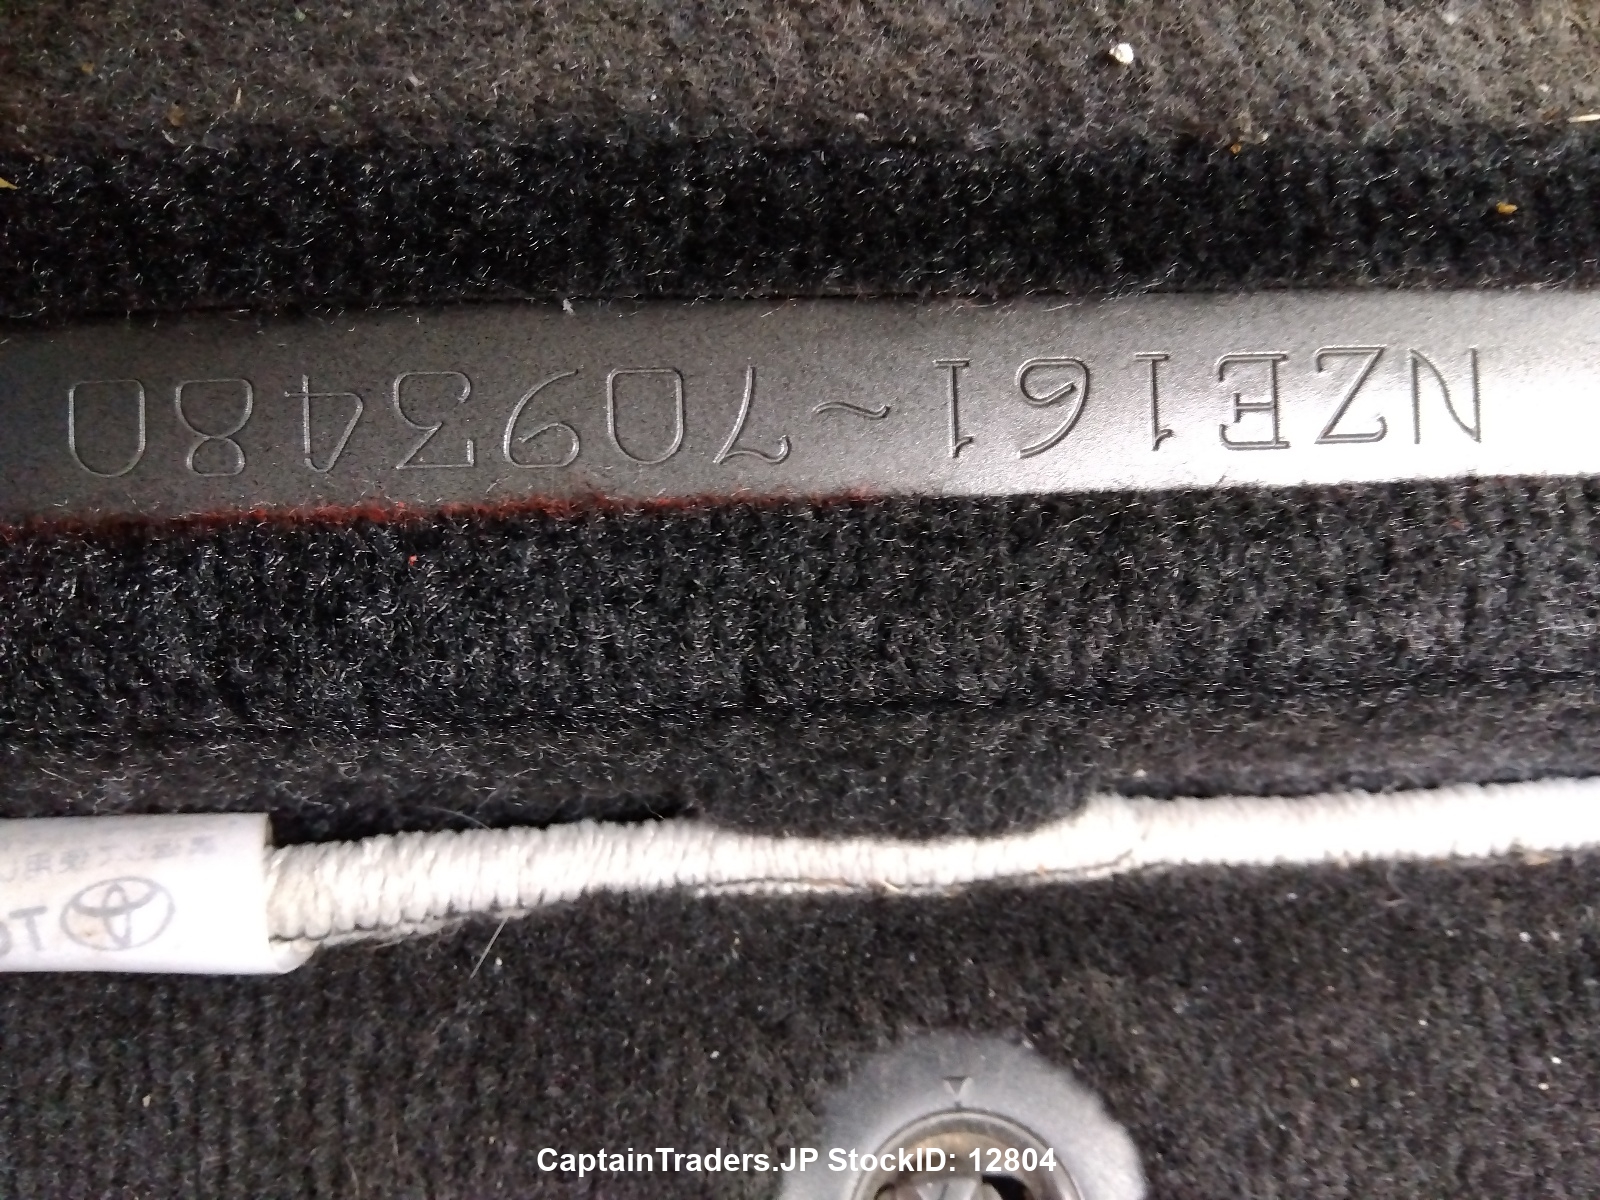 NZE161-7093480
CaptainTraders.JP StockID: 12804